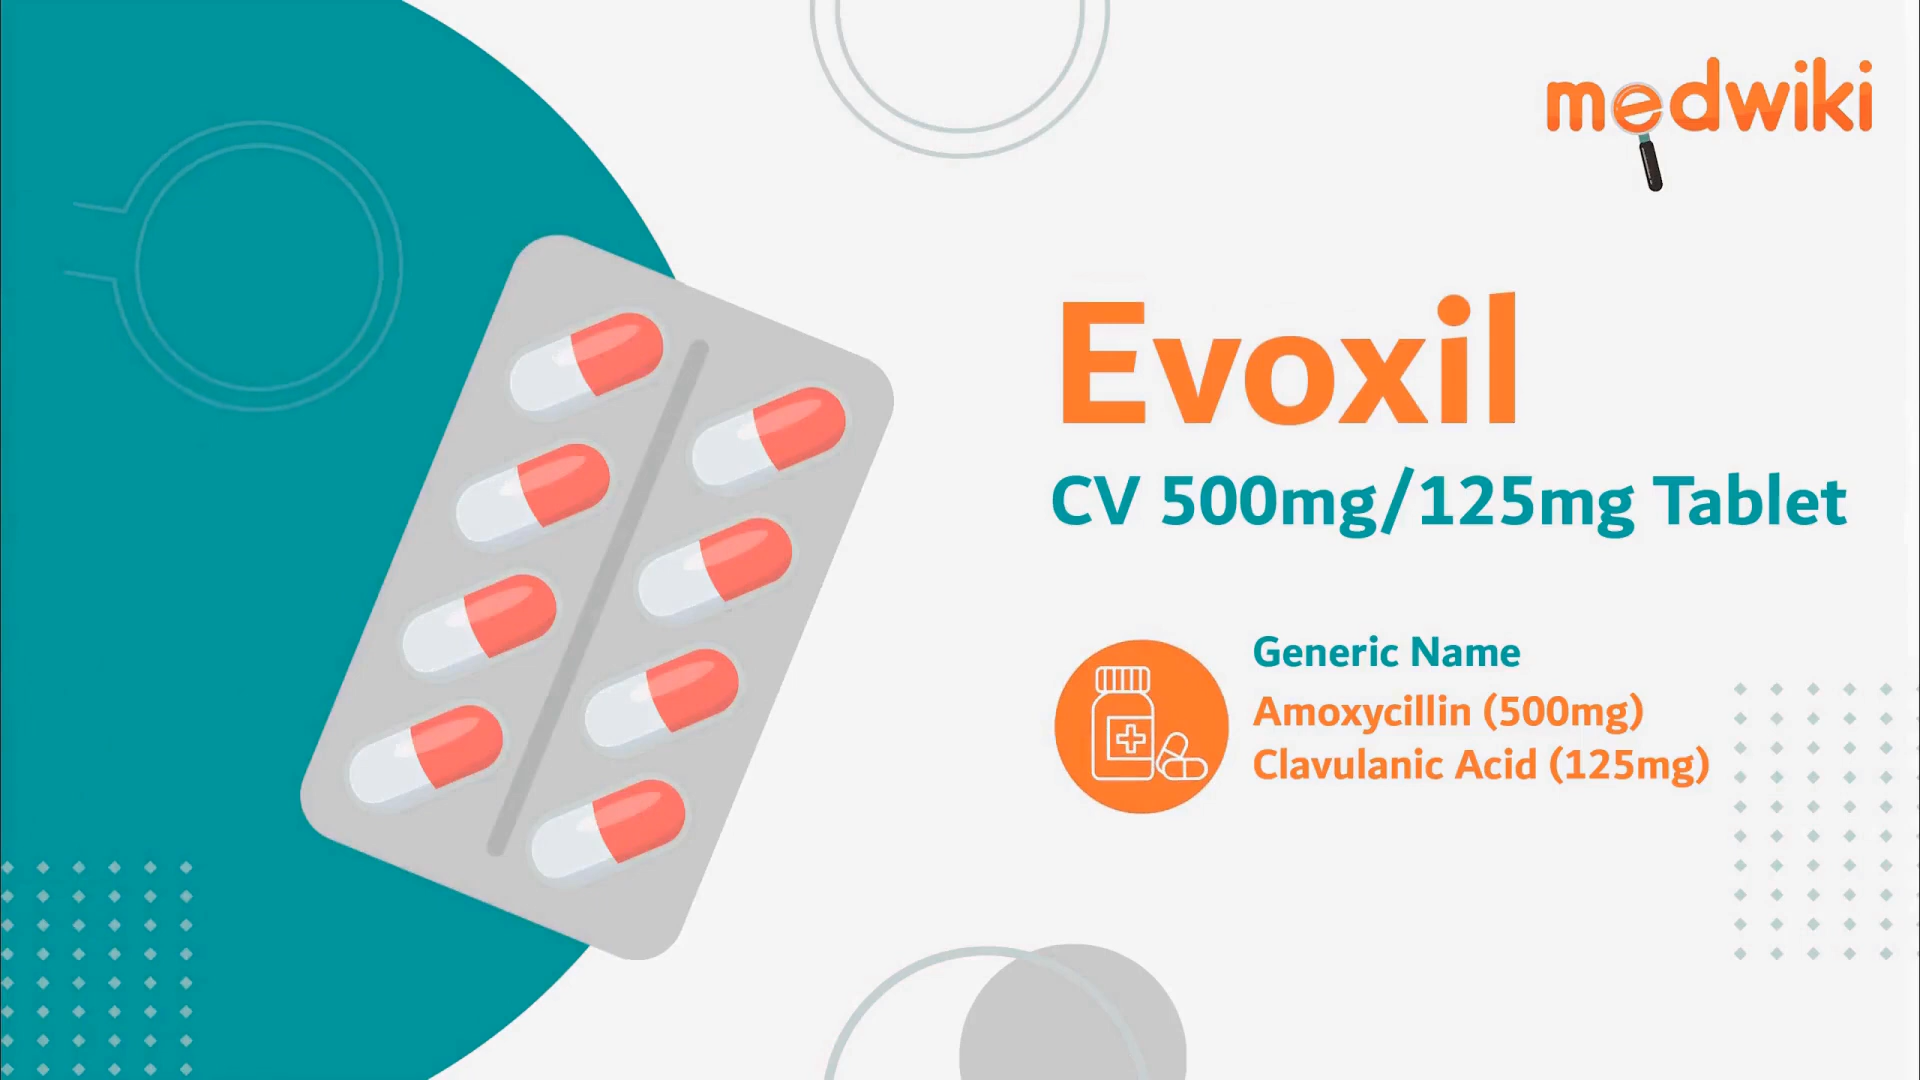 medwiki
Evoxil
CV 500mg/125mg Tablet
Generic Name
Amoxycillin (500mg)
Clavulanic Acid (125mg)